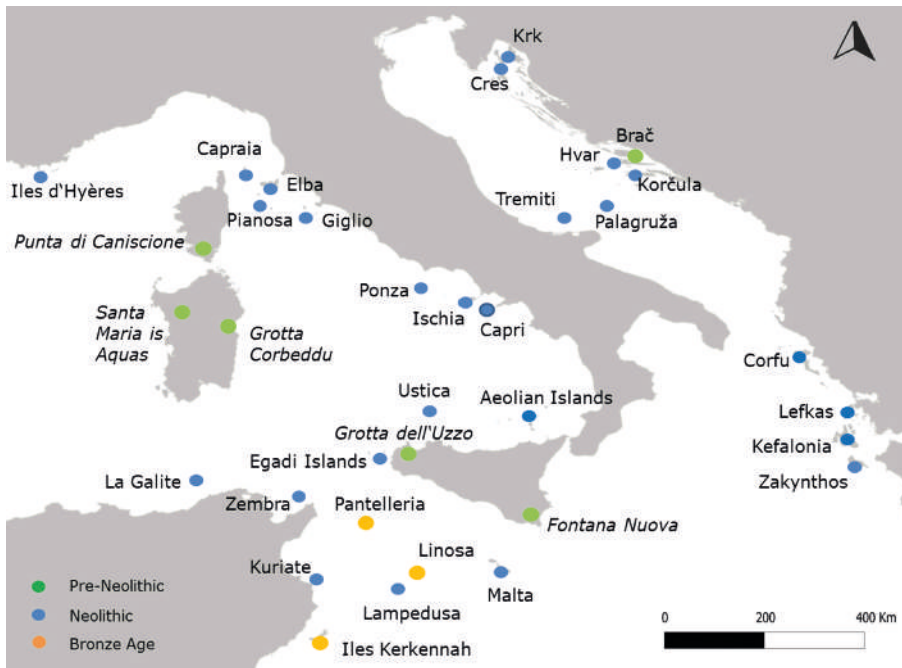 Krk
Cres
Brač
Hvar
Capraia
Elba
Korčula
Iles d'Hyères
Tremiti
Pianosa
Giglio
Palagruža
Punta di Caniscione
Ponza
Santa
Maria is
Aquas
Ischia
Capri
Grotta
Corbeddu
Corfu
Ustica
Aeolian Islands
Lefkas
Grotta dell'Uzzo
Kefalonia
Egadi Islands
La Galite
Zakynthos
Zembra
Pantelleria
Fontana Nuova
Linosa
Kuriate
Malta
Lampedusa
Pre-Neolithic
Neolithic
Bronze Age
Iles Kerkennah
0 200 400 Km